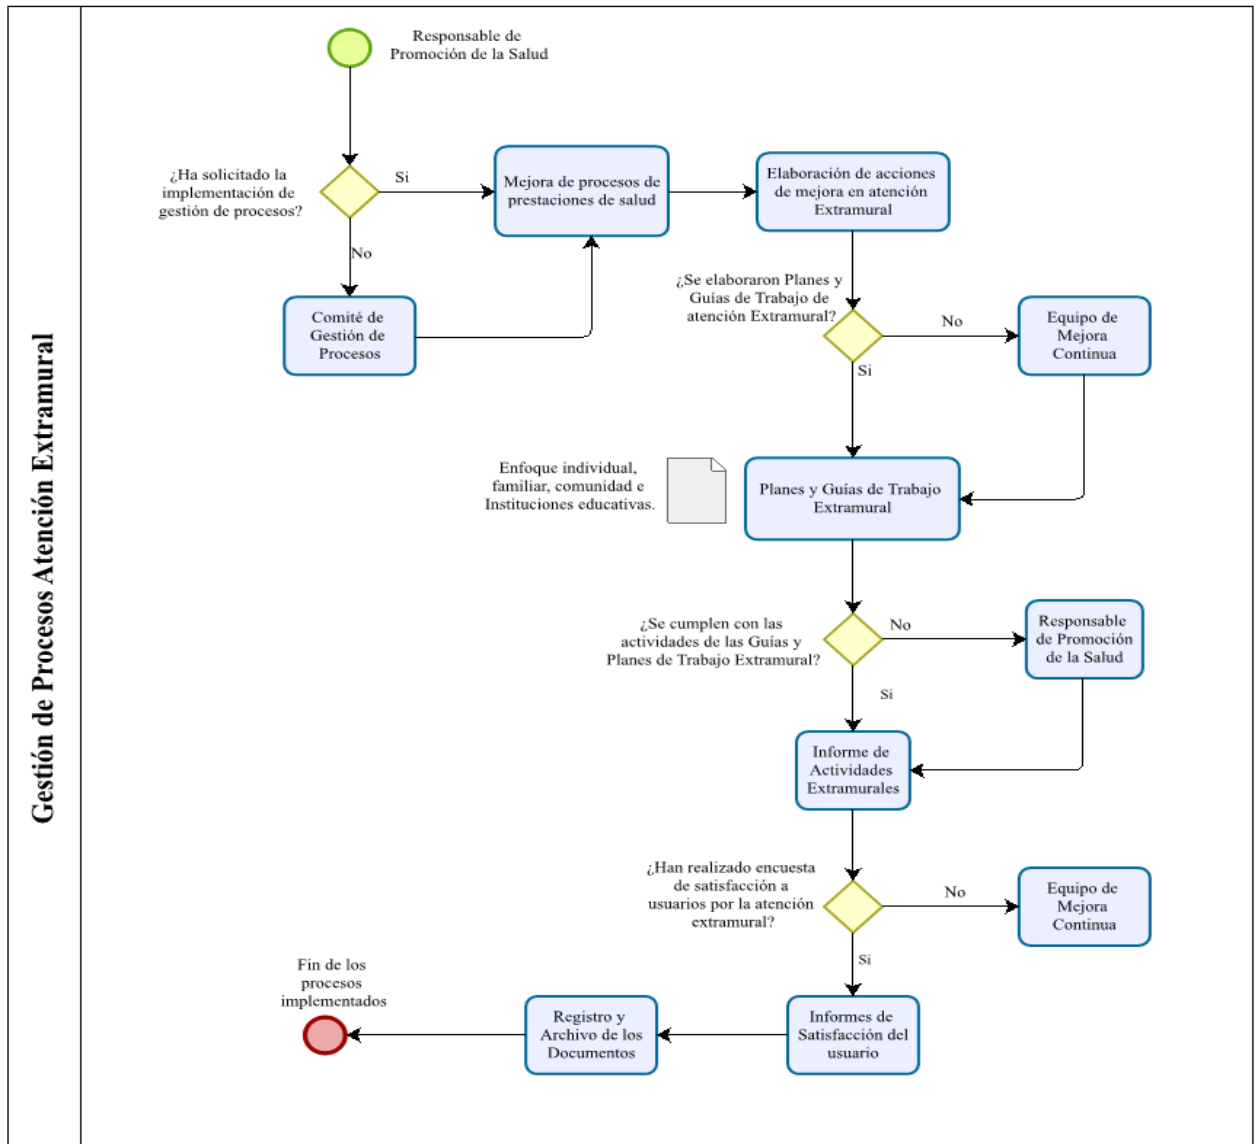 Gestión de Procesos Atención Extramural
Responsable de
Promoción de la Salud
¿Ha solicitado la
implementación de
gestión de procesos?
Si
No
Mejora de procesos de
prestaciones de salud
Elaboración de acciones
de mejora en atención
Extramural
Comité de
Gestión de
Procesos
¿Se elaboraron Planes y
Guías de Trabajo de
atención Extramural?
No
Si
Equipo de
Mejora
Continua
Enfoque individual,
familiar, comunidad e
Instituciones educativas.
Planes y Guías de Trabajo
Extramural
¿Se cumplen con las
actividades de las Guías y
Planes de Trabajo Extramural?
No
Si
Responsable
de Promoción
de la Salud
Informe de
Actividades
Extramurales
¿Han realizado encuesta
de satisfacción a
usuarios por la atención
extramural?
No
Si
Equipo de
Mejora
Continua
Informes de
Satisfacción del
usuario
Registro y
Archivo de los
Documentos
Fin de los
procesos
implementados